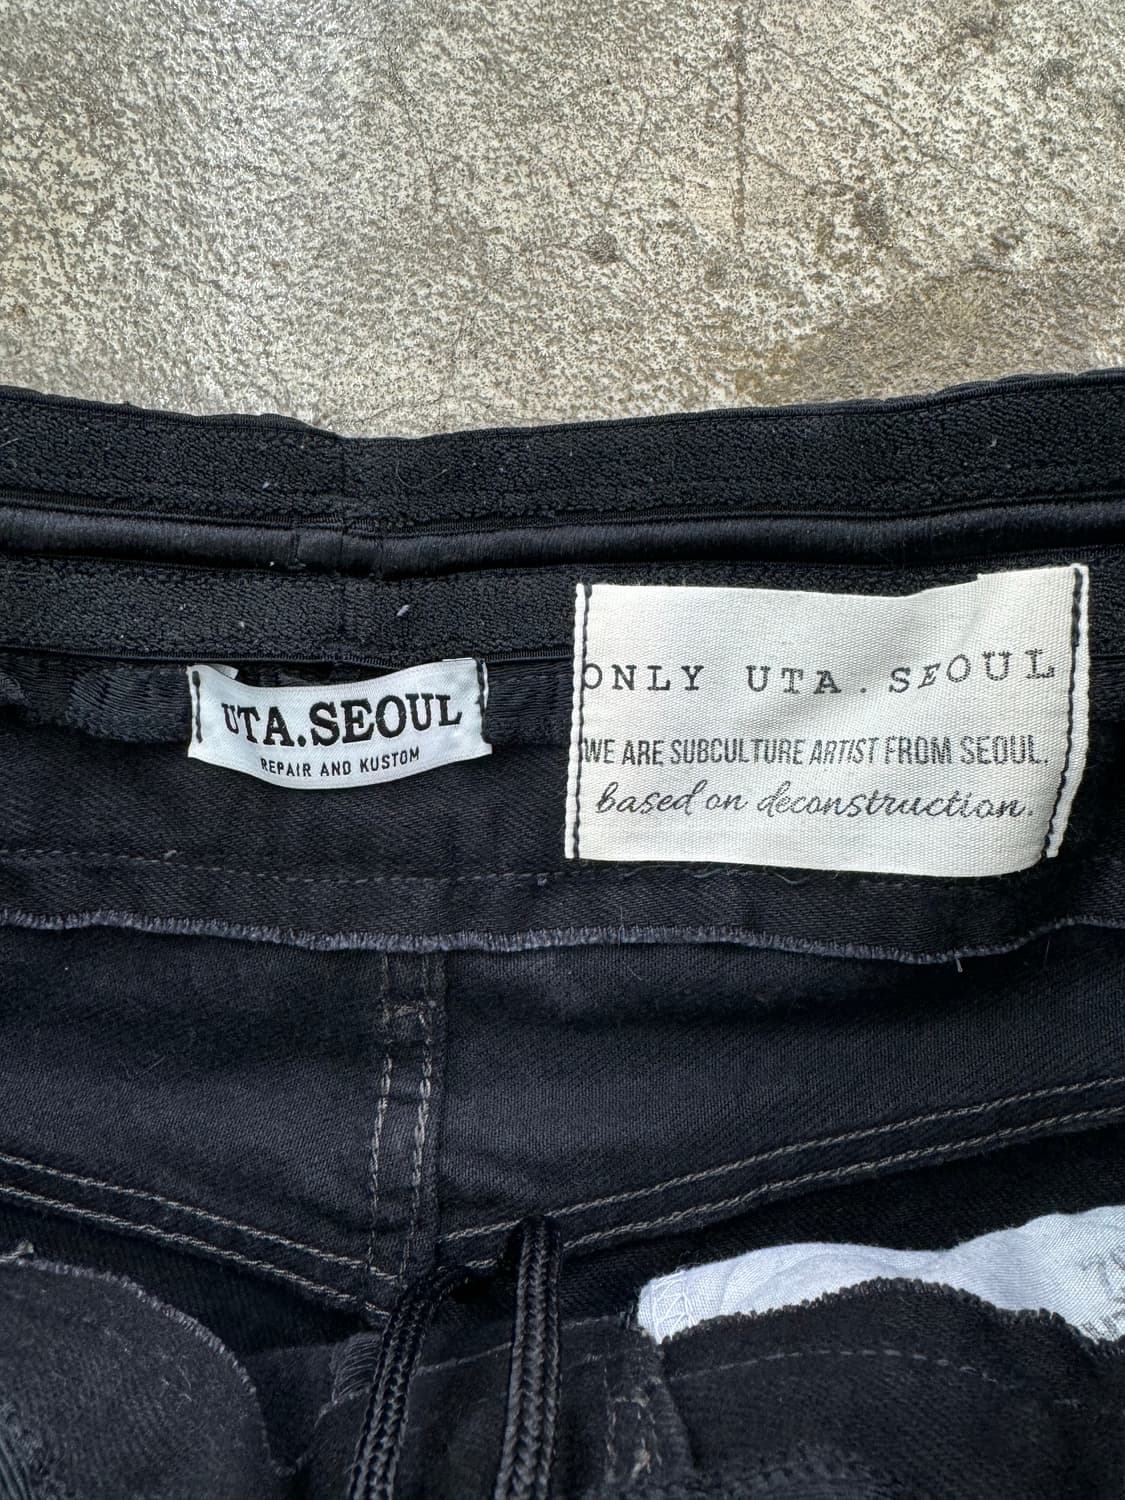 UTA.SEOUL
REPAIR AND KUSTOM
ONLY UTA.SEOUL
WE ARE SUBCULTURE ARTIST FROM SEOUL.
based on deconstruction.